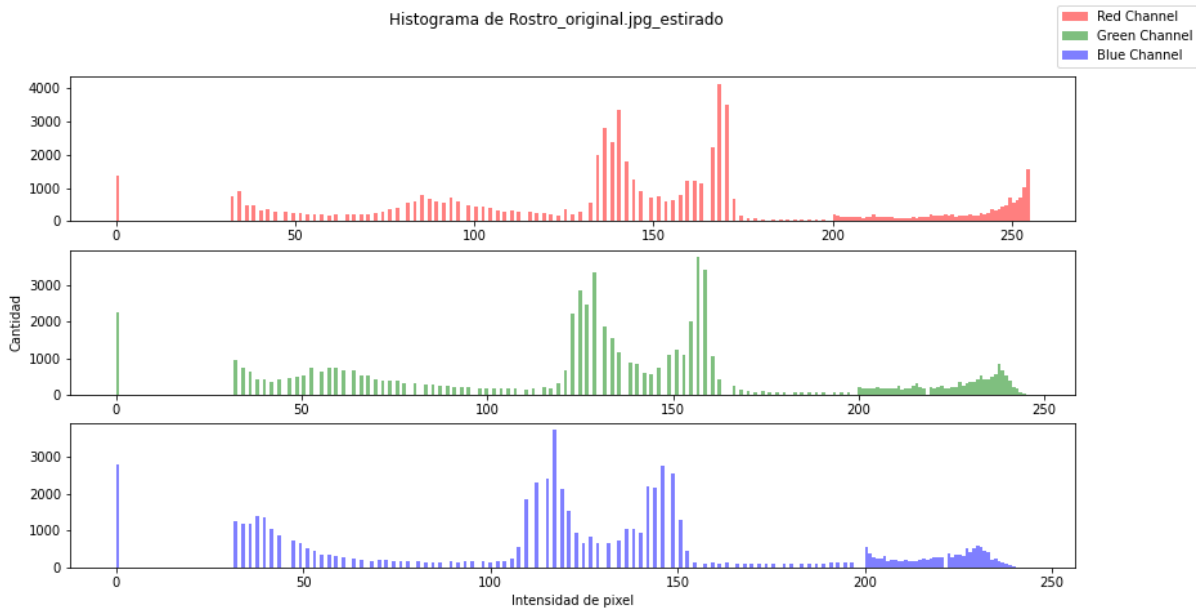 Histograma de Rostro_original.jpg_estirado
Red Channel
Green Channel
Blue Channel
4000
3000
2000
1000
0
0 50 100 150 200 250
3000
2000
1000
0
0 50 100 150 200 250
Cantidad
3000
2000
1000
0
0 50 100 150 200 250
Intensidad de pixel